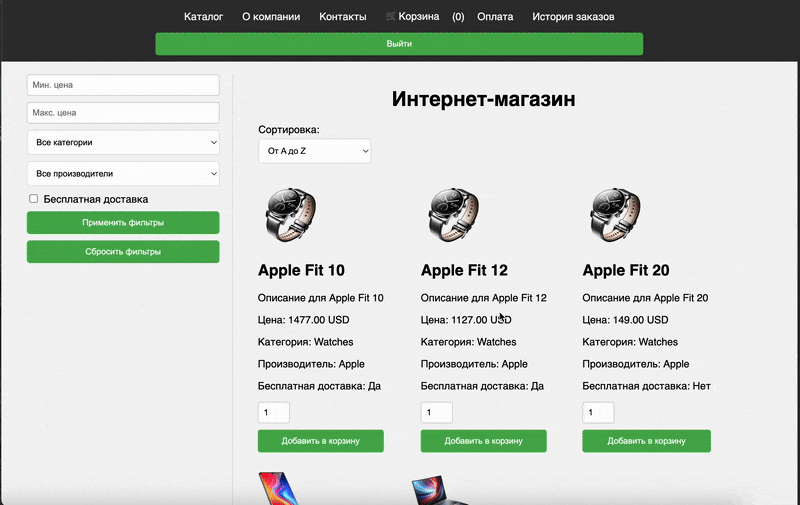 Каталог О компании Контакты 🛒 Корзина (0) Оплата История заказов
Выйти
Мин. цена
Макс. цена
Все категории
Все производители
Бесплатная доставка
Применить фильтры
Сбросить фильтры
Интернет-магазин
Сортировка:
От А до Z
Apple Fit 10
Описание для Apple Fit 10
Цена: 1477.00 USD
Категория: Watches
Производитель: Apple
Бесплатная доставка: Да
1
Добавить в корзину
Apple Fit 12
Описание для Apple Fit 12
Цена: 1127.00 USD
Категория: Watches
Производитель: Apple
Бесплатная доставка: Да
1
Добавить в корзину
Apple Fit 20
Описание для Apple Fit 20
Цена: 149.00 USD
Категория: Watches
Производитель: Apple
Бесплатная доставка: Нет
1
Добавить в корзину